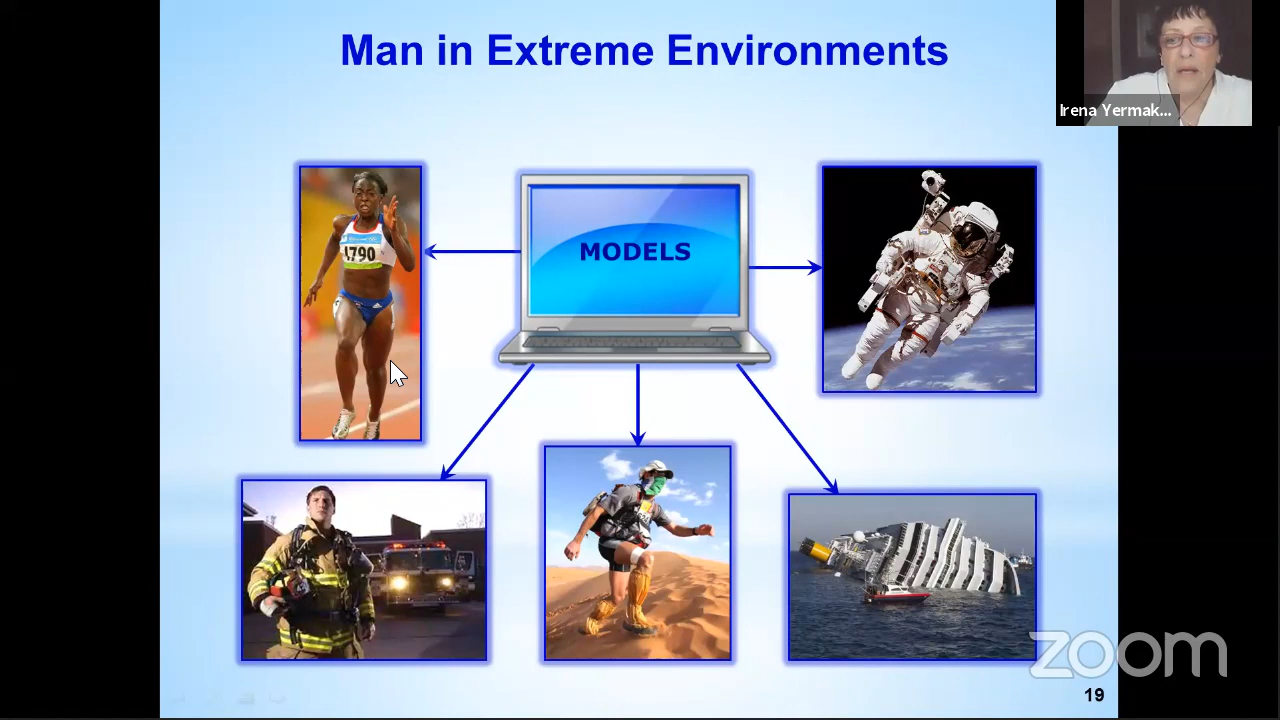 Man in Extreme Environments
Irena Yermak...
MODELS
1790
zoom
19